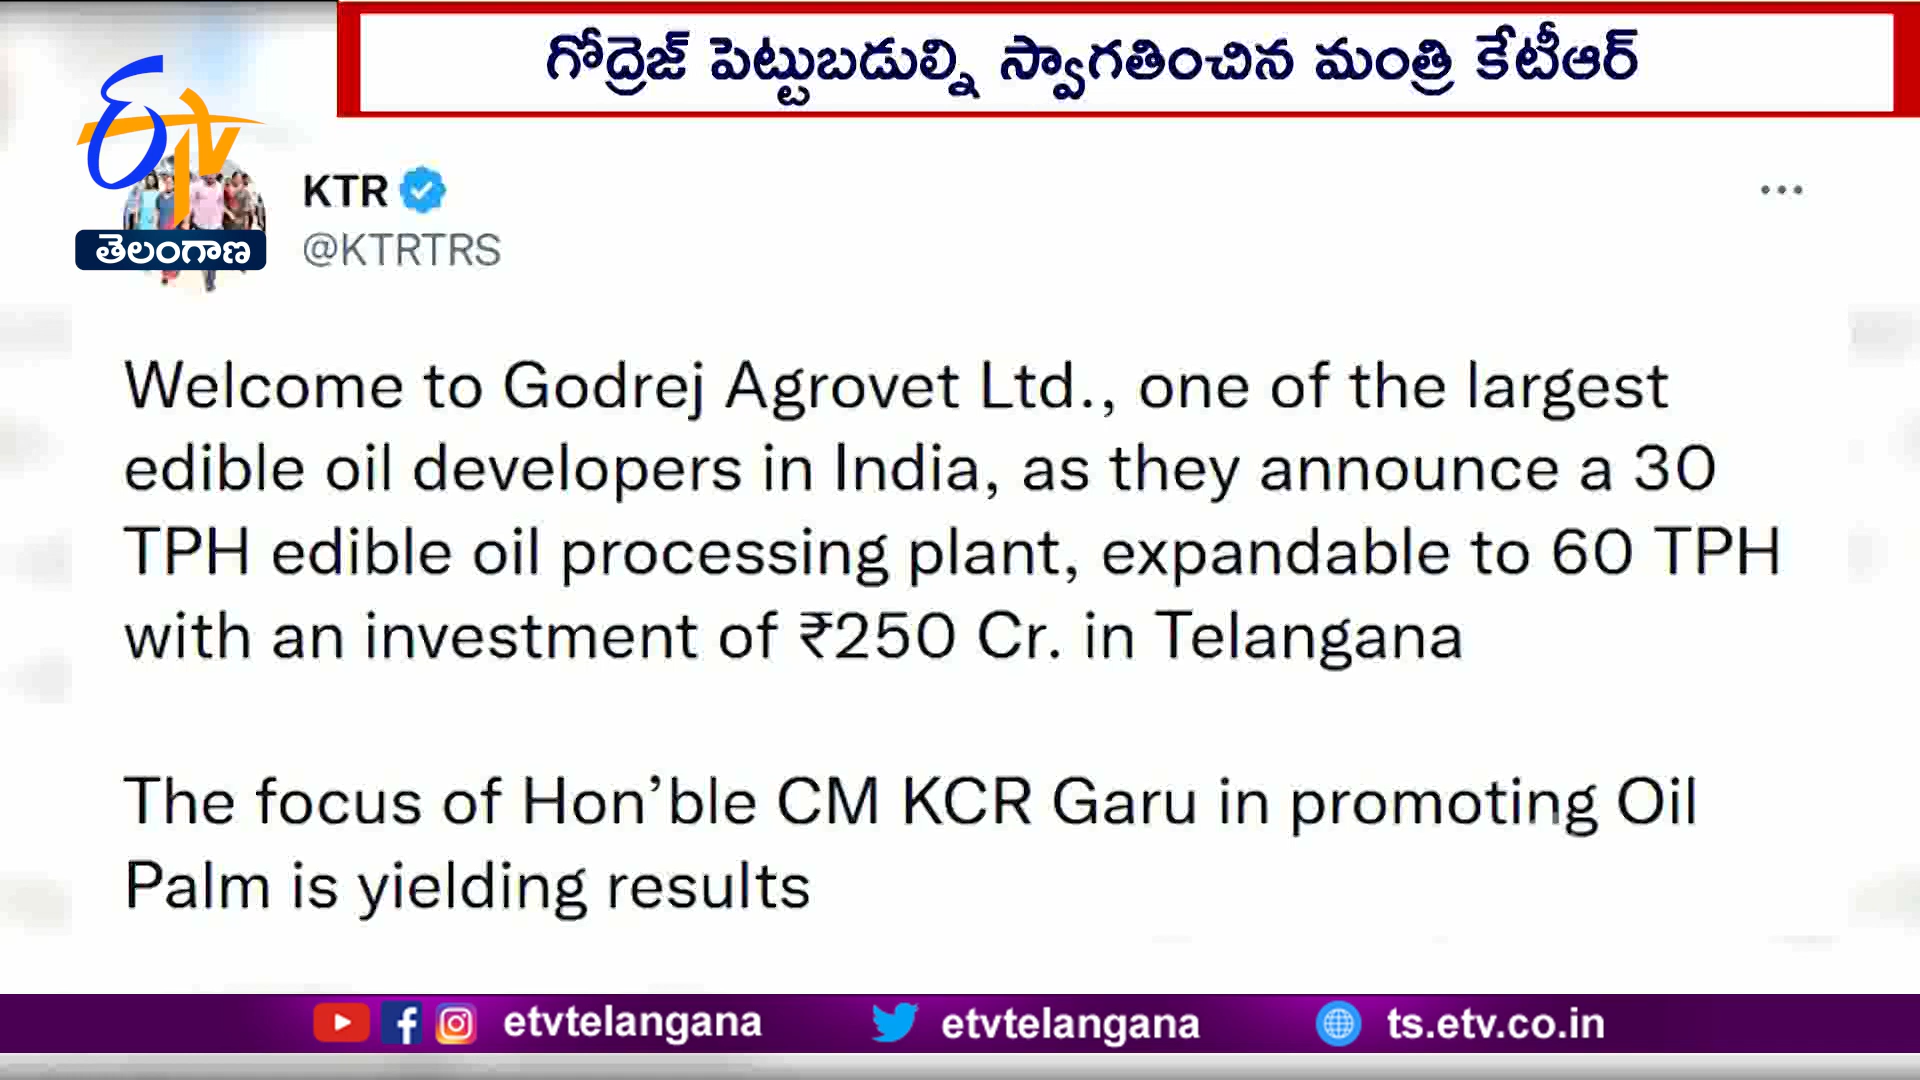 గోద్రెజ్ పెట్టుబడుల్ని స్వాగతించిన మంత్రి కేటీఆర్
ETV
తెలంగాణ
KTR
@KTRTRS
Welcome to Godrej Agrovet Ltd., one of the largest
edible oil developers in India, as they announce a 30
TPH edible oil processing plant, expandable to 60 TPH
with an investment of ₹250 Cr. in Telangana
The focus of Hon’ble CM KCR Garu in promoting Oil
Palm is yielding results
etvtelangana etvtelangana ts.etv.co.in